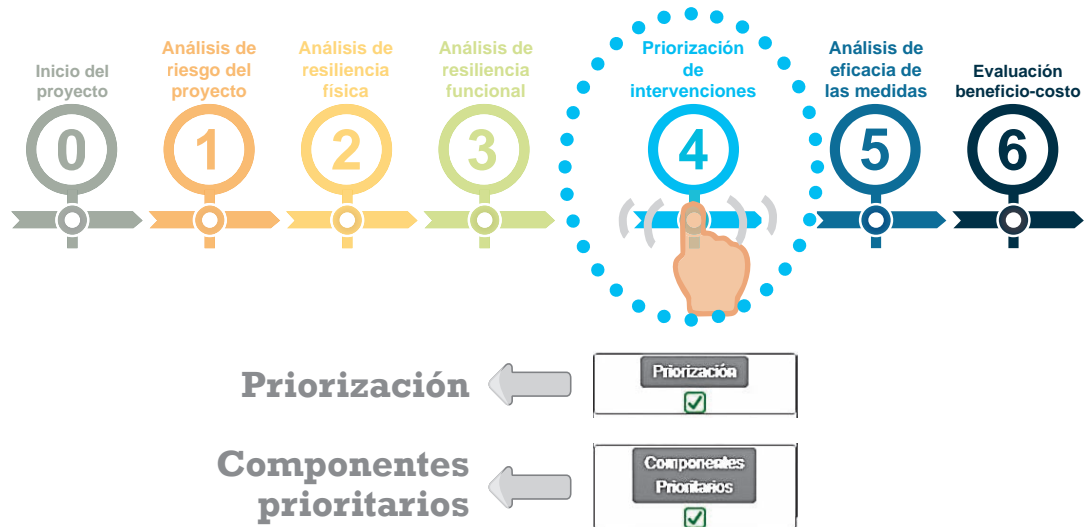 Inicio del
proyecto
0
Análisis de
riesgo del
proyecto
1
Análisis de
resiliencia
física
2
Análisis de
resiliencia
funcional
3
Priorización
de
intervenciones
4
Análisis de
eficacia de
las medidas
5
Evaluación
beneficio-costo
6
Priorización
Priorización
Componentes
prioritarios
Componentes
Prioritarios